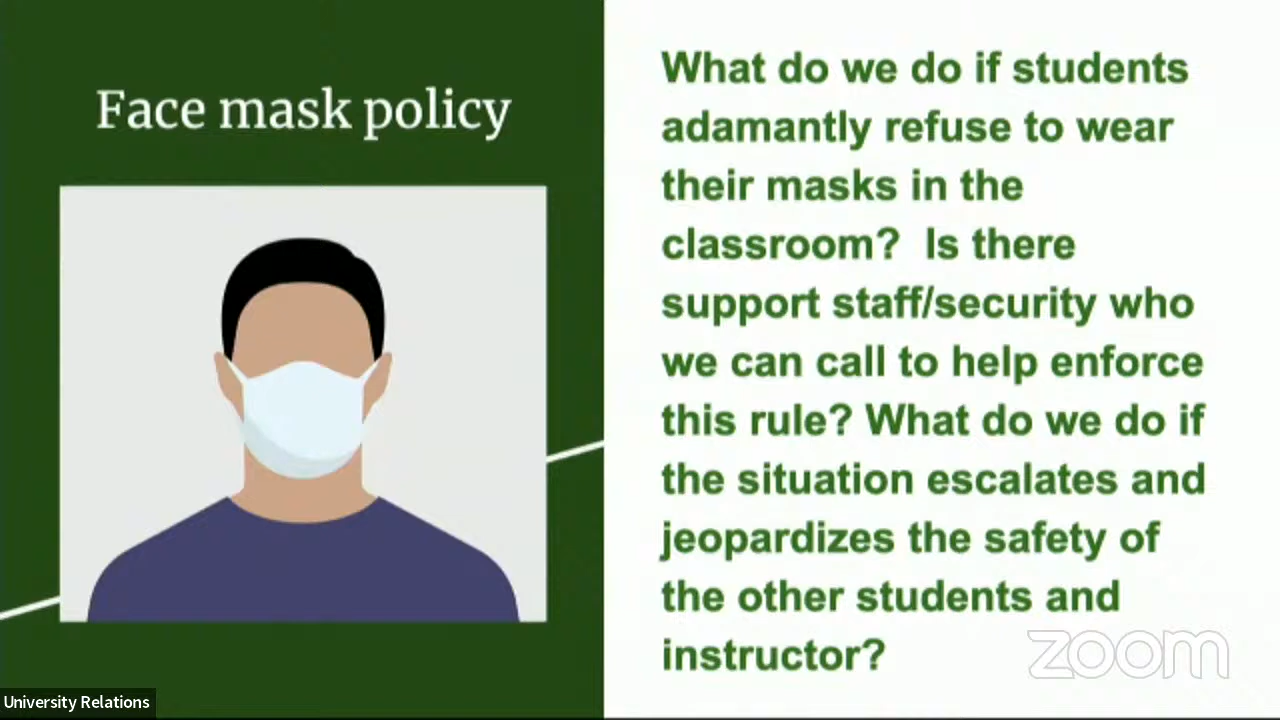 Face mask policy
What do we do if students
adamantly refuse to wear
their masks in the
classroom?  Is there
support staff/security who
we can call to help enforce
this rule? What do we do if
the situation escalates and
jeopardizes the safety of
the other students and
instructor?
zoom
University Relations